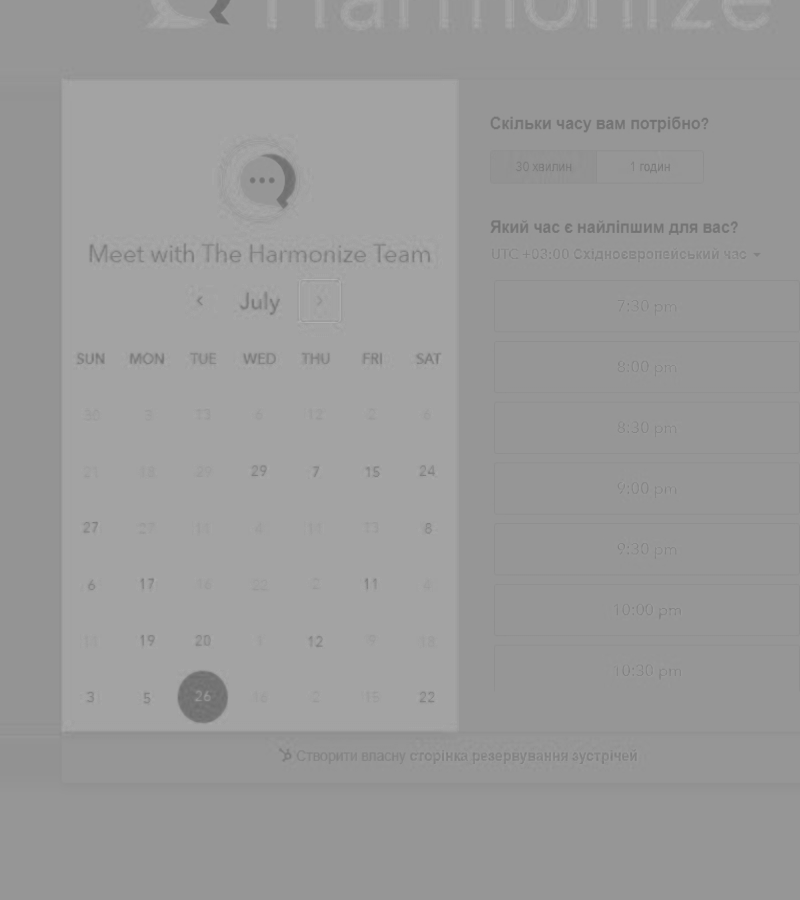 Harmonize
Meet with The Harmonize Team
July
SUN MON TUE WED THU FRI SAT
30 3 13 6 12 2 6
21 18 29 29 7 15 24
27 27 11 4 11 23 8
6 17 16 22 2 11 4
11 19 20 1 12 9 18
3 5 26 16 2 15 22
Скільки часу вам потрібно?
30 хвилин 1 годин
Який час є найліпшим для вас?
UTC +03:00 Східноєвропейський час
7:30 pm
8:00 pm
8:30 pm
9:00 pm
9:30 pm
10:00 pm
10:30 pm
Створити власну сторінка резервування зустрічей